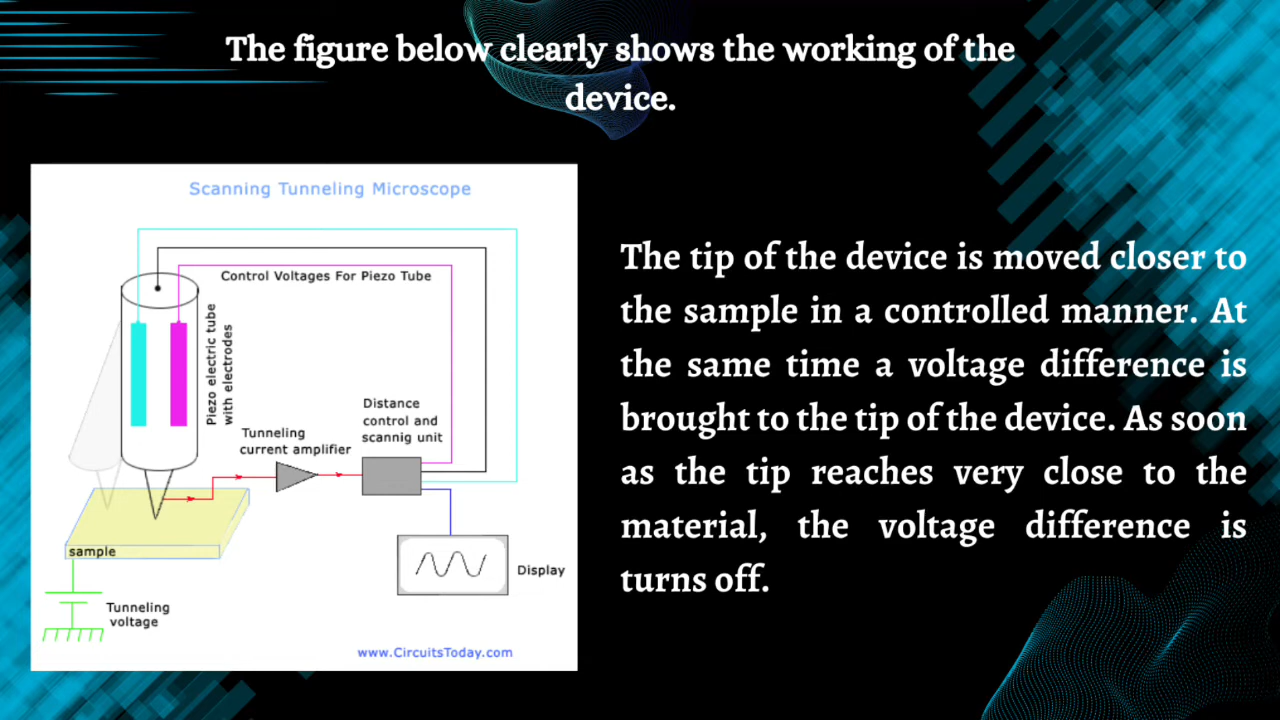 The figure below clearly shows the working of the
device.
Scanning Tunneling Microscope
Control Voltages For Piezo Tube
Piezo electric tube
with electrodes
Distance
control and
scannig unit
Tunneling
current amplifier
sample
Display
Tunneling
voltage
www.CircuitsToday.com
The tip of the device is moved closer to
the sample in a controlled manner. At
the same time a voltage difference is
brought to the tip of the device. As soon
as the tip reaches very close to the
material, the voltage difference is
turns off.